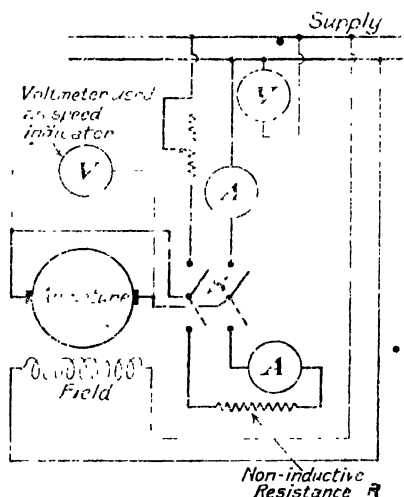 Supply
Voltmeter used
as speed
indicator
V
V
A
Armature
S
A
Field
Non-inductive
Resistance R